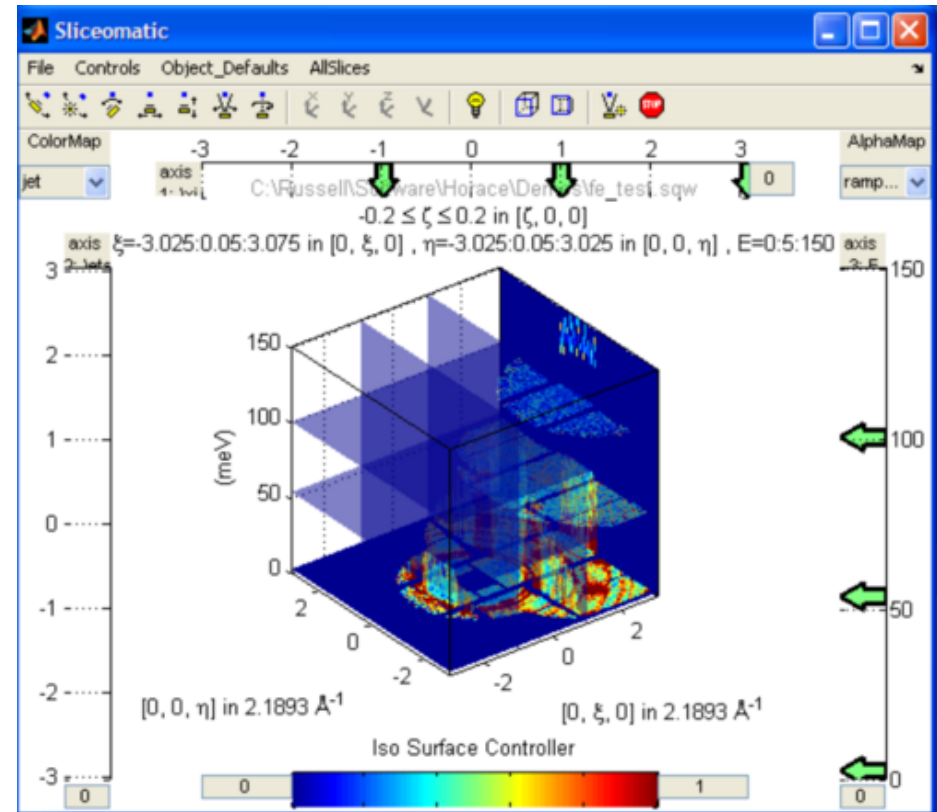 Sliceomatic
File Controls Object_Defaults AllSlices
STOP
ColorMap
jet
AlphaMap
ramp...
-3 -2 -1 0 1 2 3
axis
0
-0.2 ≤ ζ ≤ 0.2 in [ζ, 0, 0]
ξ=-3.025:0.05:3.075 in [0, ξ, 0] , η=-3.025:0.05:3.025 in [0, 0, η] , E=0:5:150
axis
axis
3
2
1
0
-1
-2
-3
0
150
100
50
0
(meV)
2
0
-2
-2
0
2
150
100
50
0
0
[0, 0, η] in 2.1893 Å-1
[0, ξ, 0] in 2.1893 Å-1
Iso Surface Controller
0
1